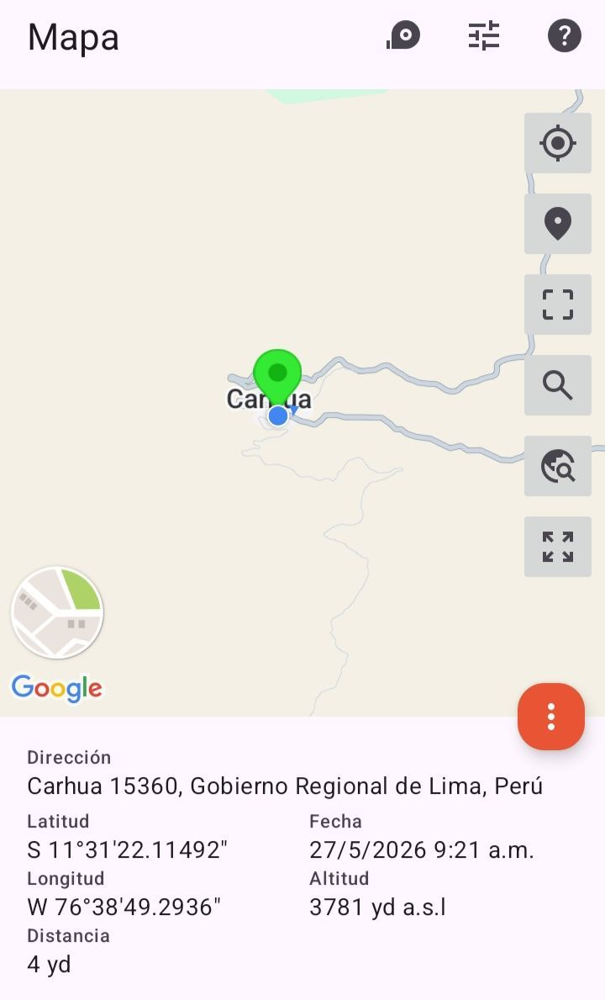 Mapa
Carhua
Google
Dirección
Carhua 15360, Gobierno Regional de Lima, Perú
Latitud
S 11°31'22.11492"
Fecha
27/5/2026 9:21 a.m.
Longitud
W 76°38'49.2936"
Altitud
3781 yd a.s.l
Distancia
4 yd